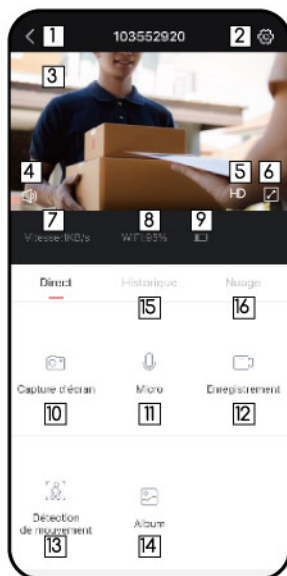 1 103552920 2
3
4 5 6
HD
7 8 9
Vitesse:1KB/s WiFi:95%
Direct Historique Nuage
15 16
Capture d'écran Micro Enregistrement
10 11 12
Détection
de mouvement Album
13 14